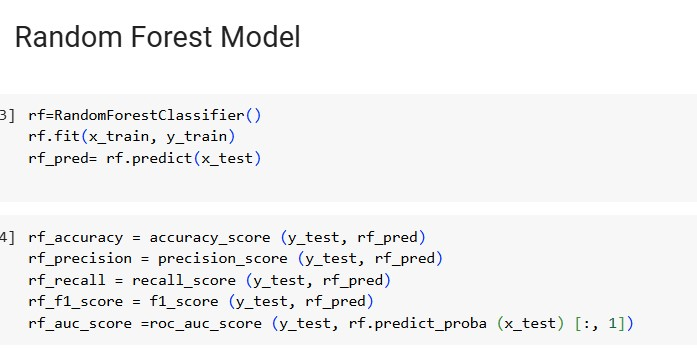 Random Forest Model
3] rf=RandomForestClassifier()
rf.fit(x_train, y_train)
rf_pred= rf.predict(x_test)
4] rf_accuracy = accuracy_score (y_test, rf_pred)
rf_precision = precision_score (y_test, rf_pred)
rf_recall = recall_score (y_test, rf_pred)
rf_f1_score = f1_score (y_test, rf_pred)
rf_auc_score =roc_auc_score (y_test, rf.predict_proba (x_test) [:, 1])